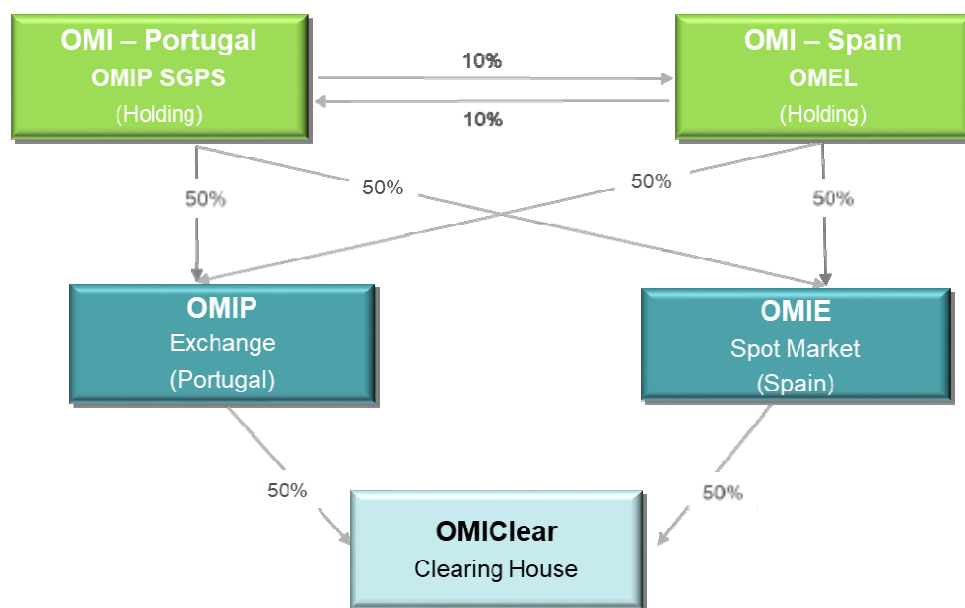 OMI – Portugal
OMIP SGPS
(Holding)
10%
10%
OMI – Spain
OMEL
(Holding)
50%
50%
50%
50%
OMIP
Exchange
(Portugal)
OMIE
Spot Market
(Spain)
50%
50%
OMIClear
Clearing House